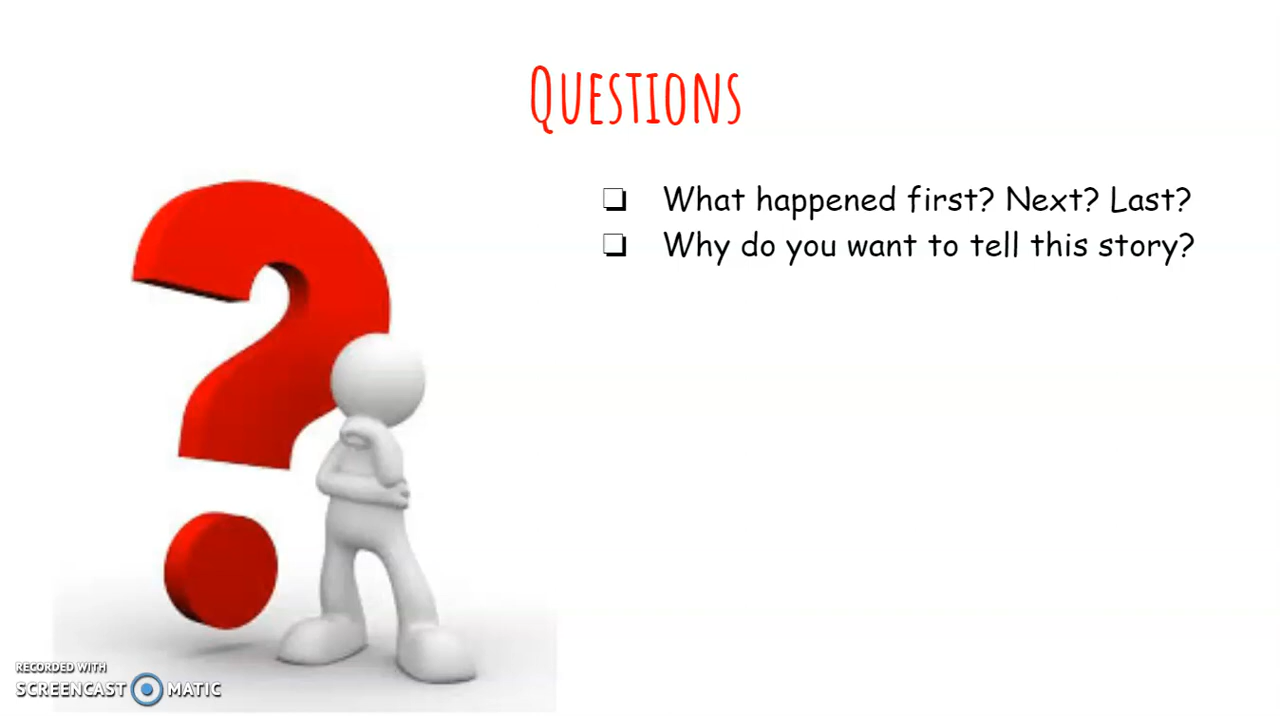 Questions
What happened first? Next? Last?
Why do you want to tell this story?
RECORDED WITH
SCREENCAST MATIC